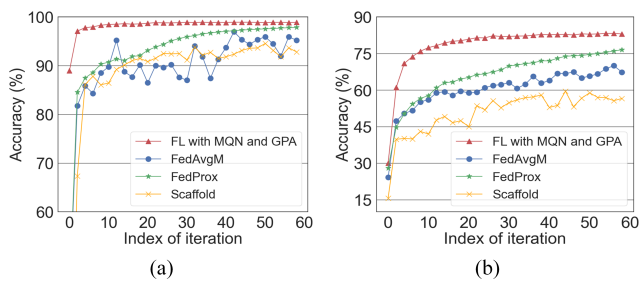 100
90
80
70
60
Accuracy (%)
FL with MQN and GPA
FedAvgM
FedProx
Scaffold
0 10 20 30 40 50 60
Index of iteration
(a)
90
75
60
45
30
15
Accuracy (%)
FL with MQN and GPA
FedAvgM
FedProx
Scaffold
0 10 20 30 40 50 60
Index of iteration
(b)